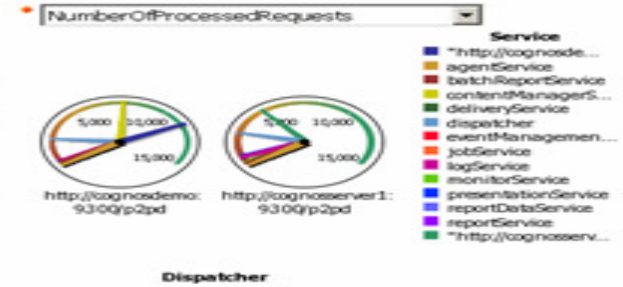 NumberOfProcessedRequests
Service
"http://cognosde...
agentService
batchReportService
contentManagerS...
deliveryService
dispatcher
eventManagemen...
jobService
logService
monitorService
presentationService
reportDataService
reportService
"http://cognosserv...
5,000 10,000
15,000
5,000 10,000
15,000
http://cognosdemo:
9300/p2pd
http://cognosserver1:
9300/p2pd
Dispatcher